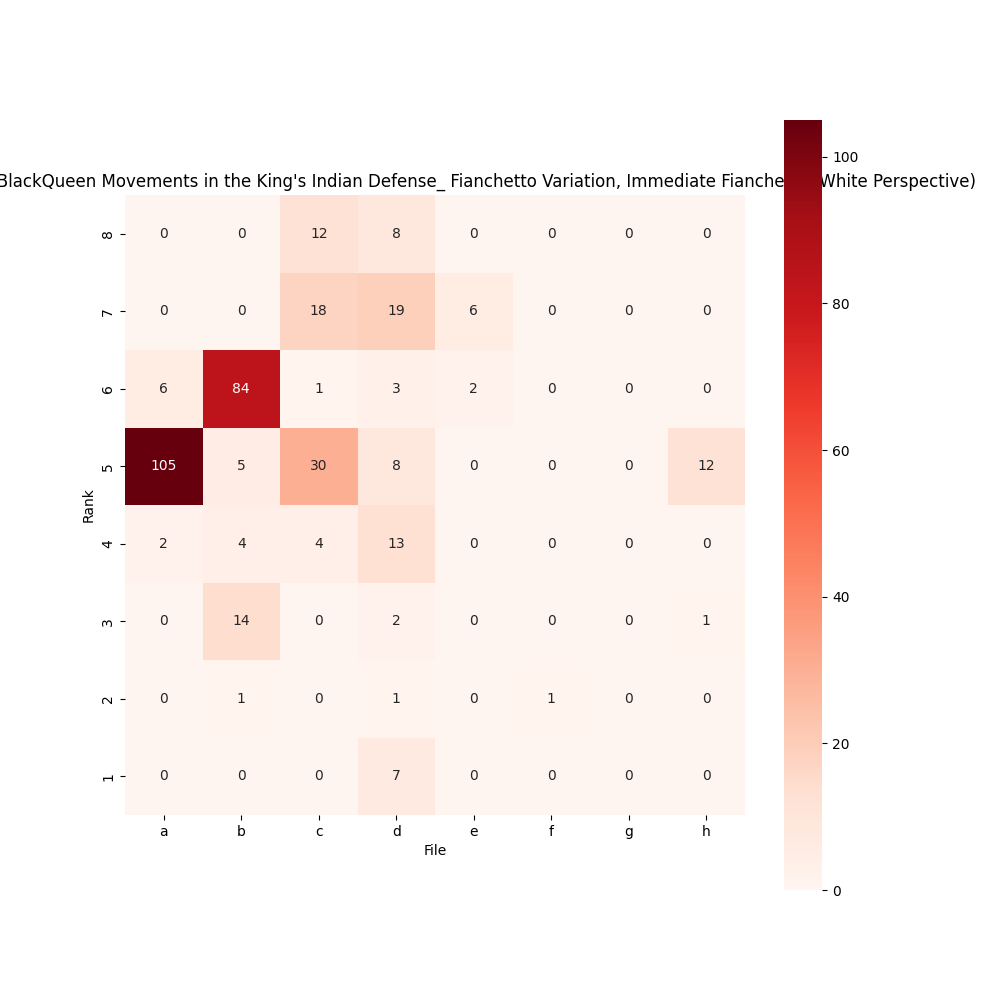 BlackQueen Movements in the King's Indian Defense_ Fianchetto Variation, Immediate White Perspective)
100
80
60
40
20
0
8 0 0 12 8 0 0 0 0
7 0 0 18 19 6 0 0 0
6 6 84 1 3 2 0 0 0
5 105 5 30 8 0 0 0 12
4 2 4 4 13 0 0 0 0
3 0 14 0 2 0 0 0 1
2 0 1 0 1 0 1 0 0
1 0 0 0 7 0 0 0 0
a b c d e f g h
File
Rank